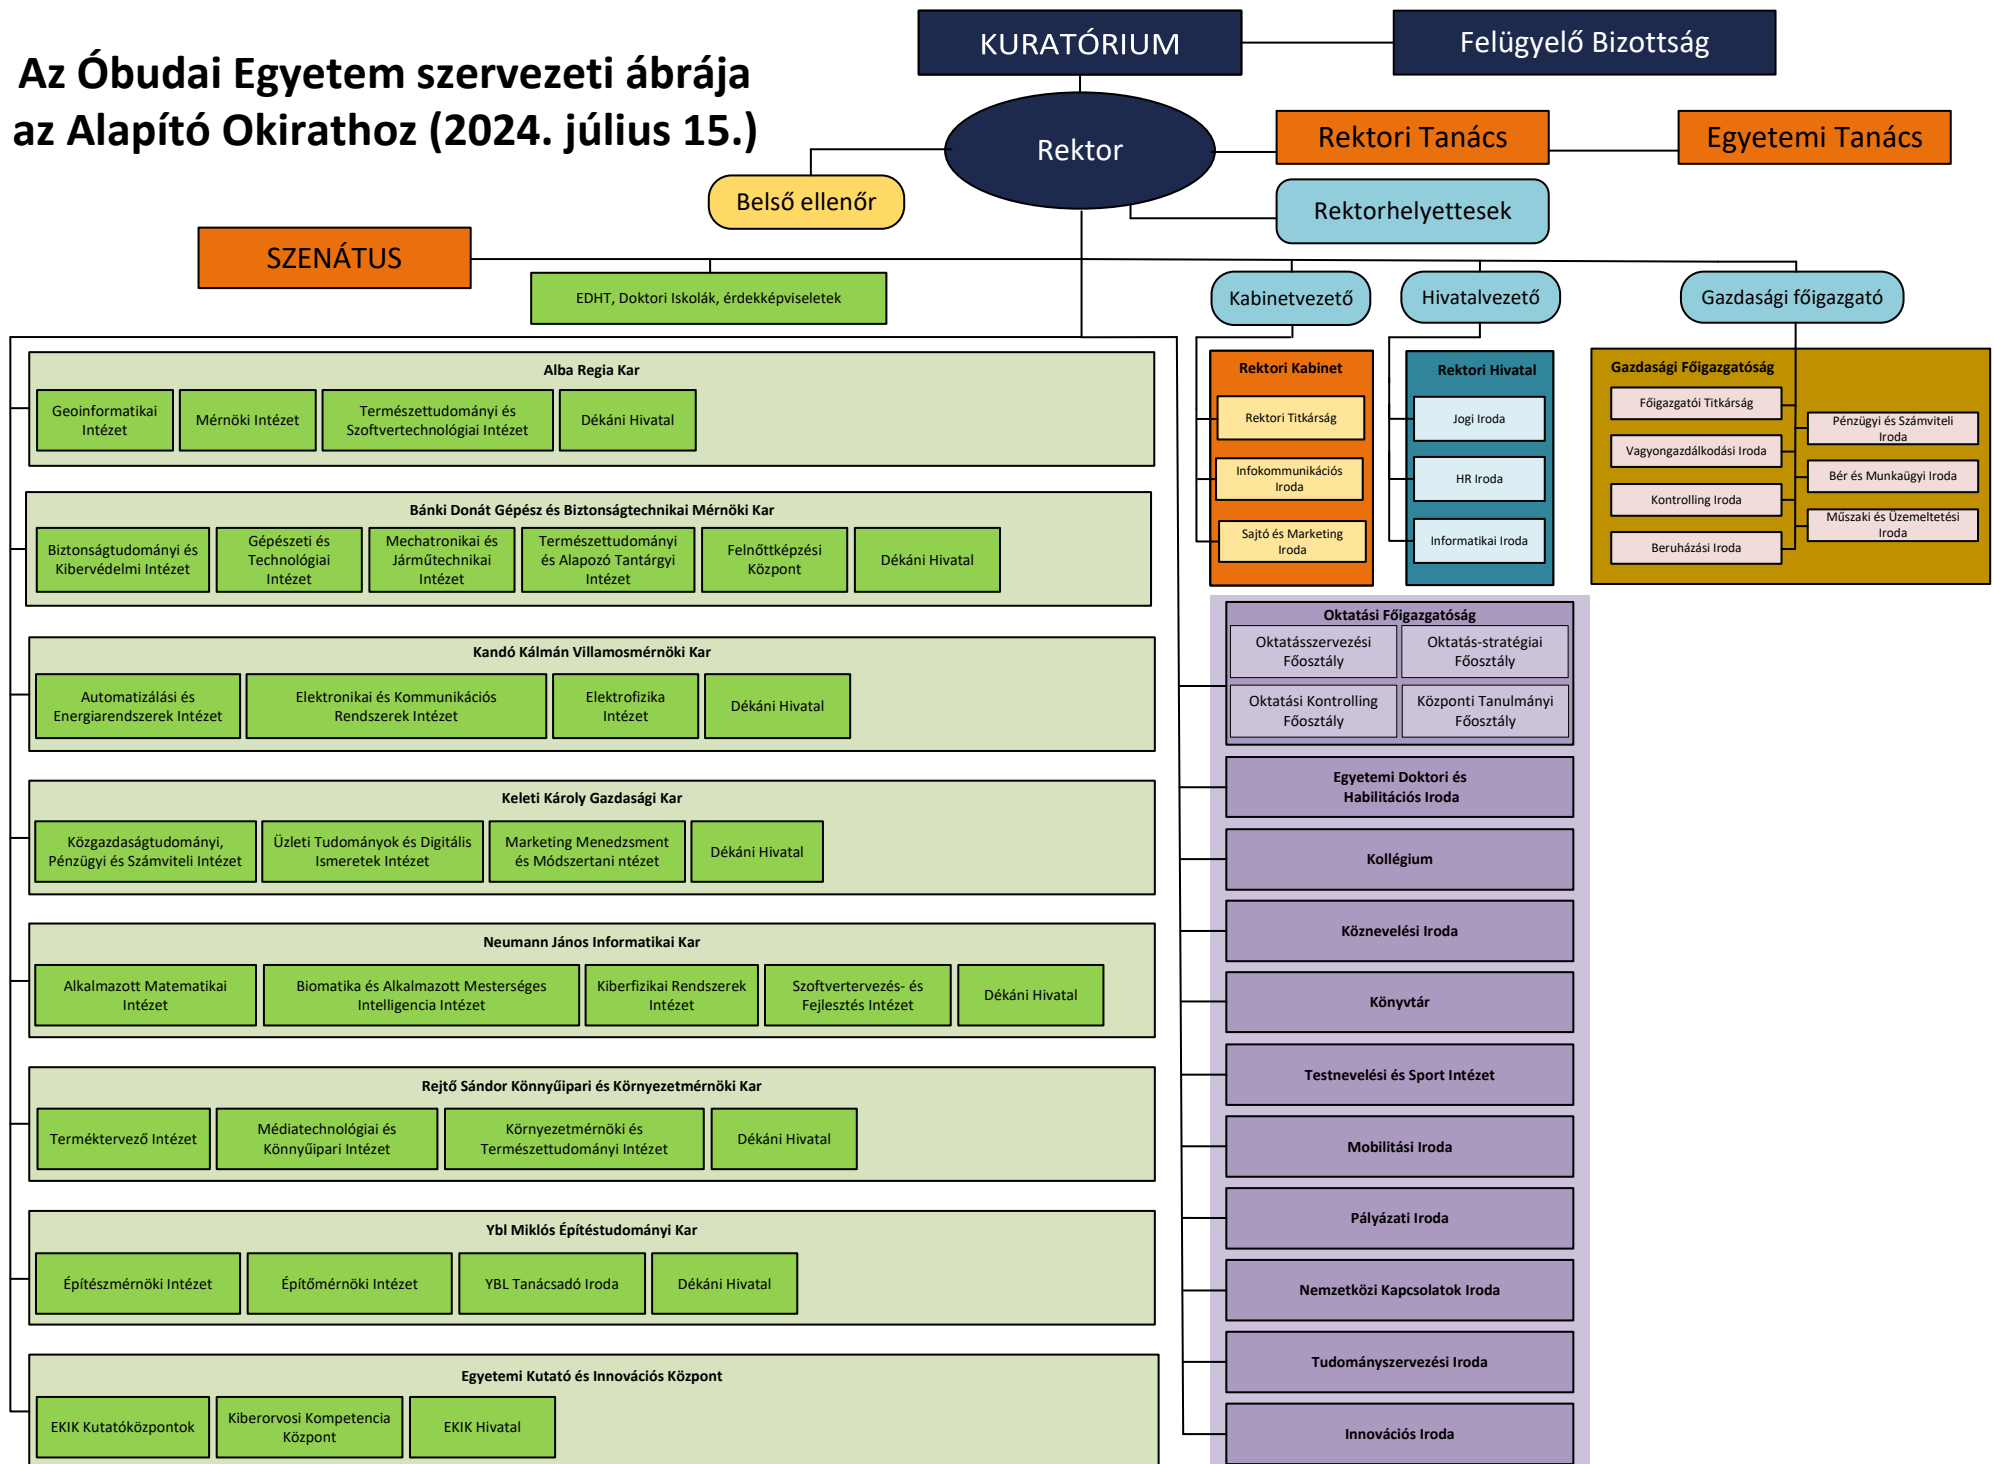 Az Óbudai Egyetem szervezeti ábrája
az Alapító Okirathoz (2024. július 15.)
KURATÓRIUM
Felügyelő Bizottság
Rektor
Rektori Tanács
Egyetemi Tanács
Belső ellenőr
Rektorhelyettesek
SZENÁTUS
EDHT, Doktori Iskolák, érdekképviseletek
Kabinetvezető
Hivatalvezető
Gazdasági főigazgató
Alba Regia Kar
Geoinformatikai
Intézet
Mérnöki Intézet
Természettudományi és
Szoftvertechnológiai Intézet
Dékáni Hivatal
Bánki Donát Gépész és Biztonságtechnikai Mérnöki Kar
Biztonságtudományi és
Kibervédelmi Intézet
Gépészeti és
Technológiai
Intézet
Mechatronikai és
Járműtechnikai
Intézet
Természettudományi
és Alapozó Tantárgyi
Intézet
Felnőttképzési
Központ
Dékáni Hivatal
Kandó Kálmán Villamosmérnöki Kar
Automatizálási és
Energiarendszerek Intézet
Elektronikai és Kommunikációs
Rendszerek Intézet
Elektrofizika
Intézet
Dékáni Hivatal
Keleti Károly Gazdasági Kar
Közgazdaságtudományi,
Pénzügyi és Számviteli Intézet
Üzleti Tudományok és Digitális
Ismeretek Intézet
Marketing Menedzsment
és Módszertani ntézet
Dékáni Hivatal
Neumann János Informatikai Kar
Alkalmazott Matematikai
Intézet
Biomatika és Alkalmazott Mesterséges
Intelligencia Intézet
Kiberfizikai Rendszerek
Intézet
Szoftvertervezés- és
Fejlesztés Intézet
Dékáni Hivatal
Rejtő Sándor Könnyűipari és Környezetmérnöki Kar
Terméktervező Intézet
Médiatechnológiai és
Könnyűipari Intézet
Környezetmérnöki és
Természettudományi Intézet
Dékáni Hivatal
Ybl Miklós Építéstudományi Kar
Építészmérnöki Intézet
Építőmérnöki Intézet
YBL Tanácsadó Iroda
Dékáni Hivatal
Egyetemi Kutató és Innovációs Központ
EKIK Kutatóközpontok
Kiberorvosi Kompetencia
Központ
EKIK Hivatal
Rektori Kabinet
Rektori Titkárság
Infokommunikációs
Iroda
Sajtó és Marketing
Iroda
Rektori Hivatal
Jogi Iroda
HR Iroda
Informatikai Iroda
Gazdasági Főigazgatóság
Főigazgatói Titkárság
Pénzügyi és Számviteli
Iroda
Vagyongazdálkodási Iroda
Bér és Munkaügyi Iroda
Kontrolling Iroda
Műszaki és Üzemeltetési
Iroda
Beruházási Iroda
Oktatási Főigazgatóság
Oktatásszervezési
Főosztály
Oktatás-stratégiai
Főosztály
Oktatási Kontrolling
Főosztály
Központi Tanulmányi
Főosztály
Egyetemi Doktori és
Habilitációs Iroda
Kollégium
Köznevelési Iroda
Könyvtár
Testnevelési és Sport Intézet
Mobilitási Iroda
Pályázati Iroda
Nemzetközi Kapcsolatok Iroda
Tudományszervezési Iroda
Innovációs Iroda